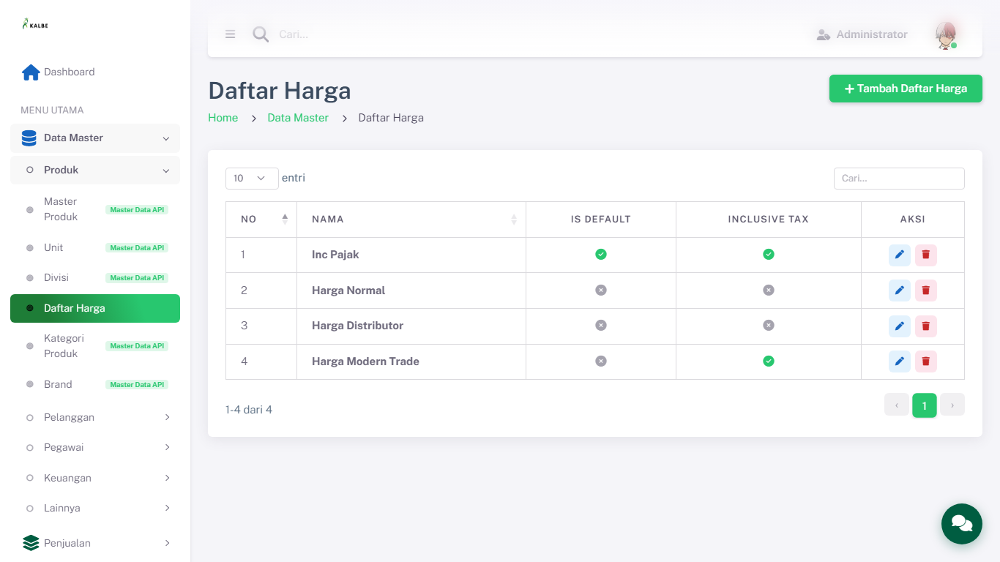 KALBE
Dashboard
MENU UTAMA
Data Master
Produk
Master Produk Master Data API
Unit Master Data API
Divisi Master Data API
Daftar Harga
Kategori Produk Master Data API
Brand Master Data API
Pelanggan
Pegawai
Keuangan
Lainnya
Penjualan
Cari... Administrator
Daftar Harga
+ Tambah Daftar Harga
Home > Data Master > Daftar Harga
10 entri Cari...
NO NAMA IS DEFAULT INCLUSIVE TAX AKSI
1 Inc Pajak
2 Harga Normal
3 Harga Distributor
4 Harga Modern Trade
1-4 dari 4 ‹ 1 ›